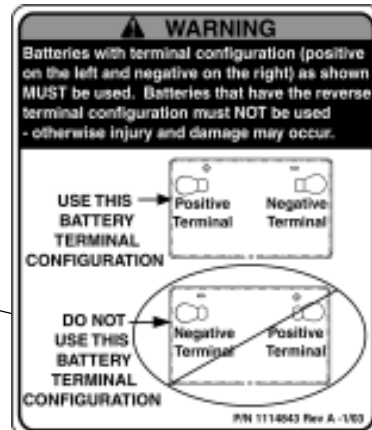 WARNING
Batteries with terminal configuration (positive
on the left and negative on the right) as shown
MUST be used. Batteries that have the reverse
terminal configuration must NOT be used
- otherwise injury and damage may occur.
USE THIS
BATTERY
TERMINAL
CONFIGURATION
+ -
Positive Negative
Terminal Terminal
DO NOT
USE THIS
BATTERY
TERMINAL
CONFIGURATION
- +
Negative Positive
Terminal Terminal
P/N 1114843 Rev A -1/03